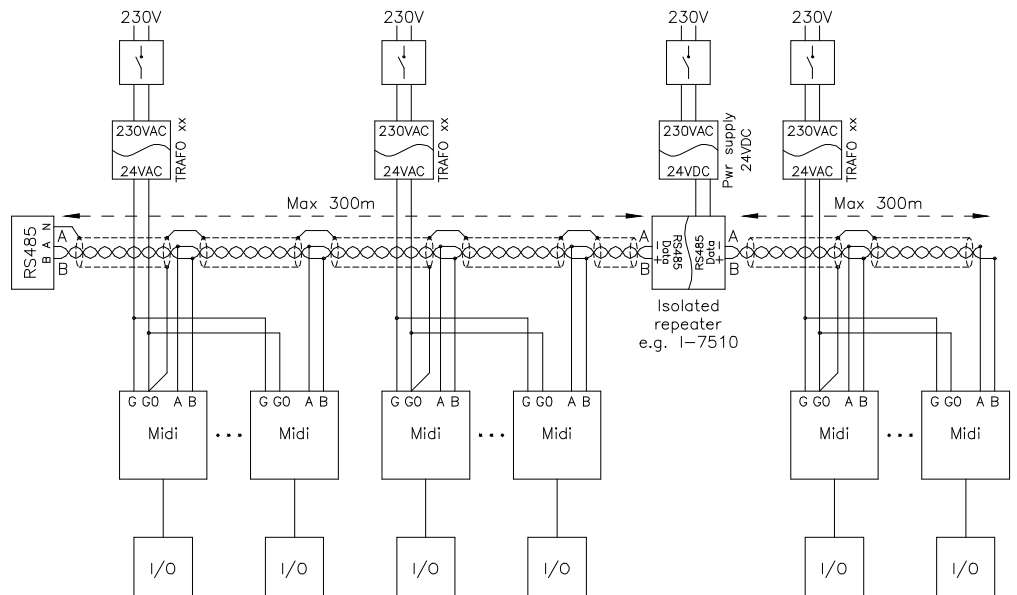 230V 230V 230V 230V
230VAC 230VAC 230VAC 230VAC
24VAC 24VAC 24VDC 24VAC
TRAFO xx
TRAFO xx
Pwr supply
24VDC
TRAFO xx
Max 300m Max 300m
RS485
N
A
B
A
B
A
B
RS485
Data
− +
RS485
Data
− +
A
B
Isolated
repeater
e.g. I-7510
G G0 A B G G0 A B G G0 A B G G0 A B G G0 A B G G0 A B
Midi ••• Midi Midi ••• Midi Midi ••• Midi
I/O I/O I/O I/O I/O I/O